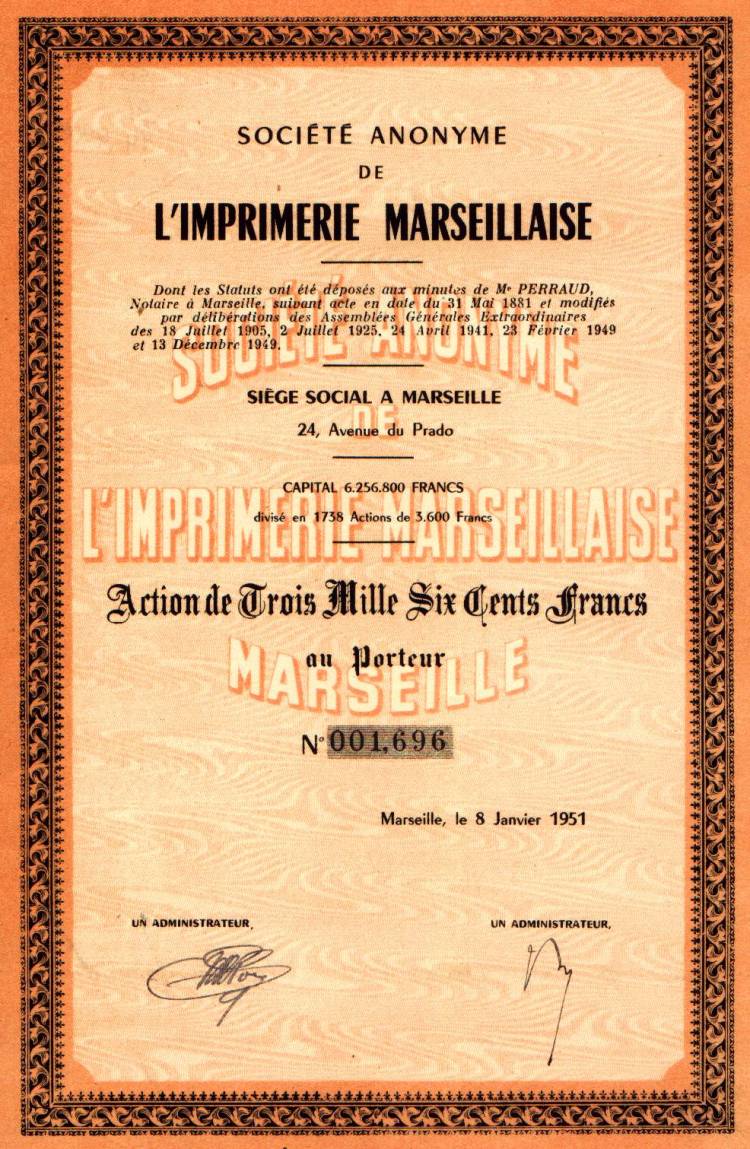 SOCIÉTÉ ANONYME
DE
L'IMPRIMERIE MARSEILLAISE
Dont les Statuts ont été déposés aux minutes de Mᵉ PERRAUD,
Notaire à Marseille, suivant acte en date du 31 Mai 1881 et modifiés
par délibérations des Assemblées Générales Extraordinaires
des 18 Juillet 1905, 2 Juillet 1925, 24 Avril 1941, 23 Février 1949
et 13 Décembre 1949.
SOCIÉTÉ ANONYME
SIÈGE SOCIAL A MARSEILLE
DE
24, Avenue du Prado
CAPITAL 6.256.800 FRANCS
divisé en 1738 Actions de 3.600 Francs
L'IMPRIMERIE MARSEILLAISE
Action de Trois Mille Six Cents Francs
au Porteur
MARSEILLE
N° 001,696
Marseille, le 8 Janvier 1951
UN ADMINISTRATEUR,
UN ADMINISTRATEUR,